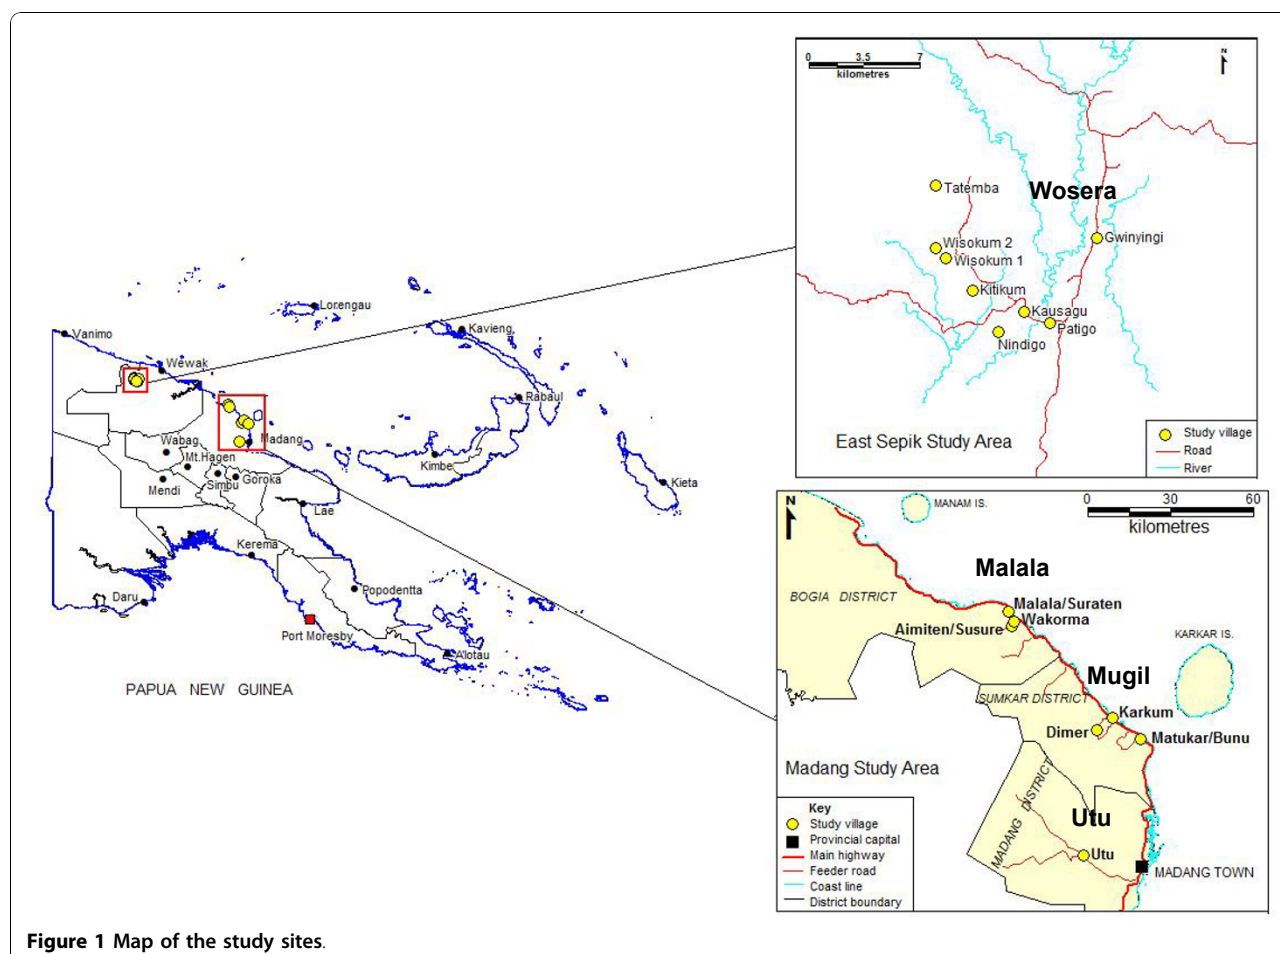 Vanimo
Wewak
Lorengau
Kavieng
Rabaul
Kimbe
Kieta
Madang
Wabag
Mt.Hagen
Mendi
Simbu
Goroka
Lae
Kerema
Daru
Popodentta
Port Moresby
Alotau
PAPUA NEW GUINEA
0 3.5 7
kilometres
N
Wosera
Tatemba
Gwinyingi
Wisokum 2
Wisokum 1
Kitikum
Kausagu
Patigo
Nindigo
East Sepik Study Area
Study village
Road
River
N
MANAM IS.
0 30 60
kilometres
Malala
BOGIA DISTRICT
Malala/Suraten
Wakorma
Aimiten/Susure
KARKAR IS.
Mugil
SUMKAR DISTRICT
Karkum
Dimer
Matukar/Bunu
Madang Study Area
MADANG DISTRICT
Utu
Utu
MADANG TOWN
Key
Study village
Provincial capital
Main highway
Feeder road
Coast line
District boundary
Figure 1 Map of the study sites.